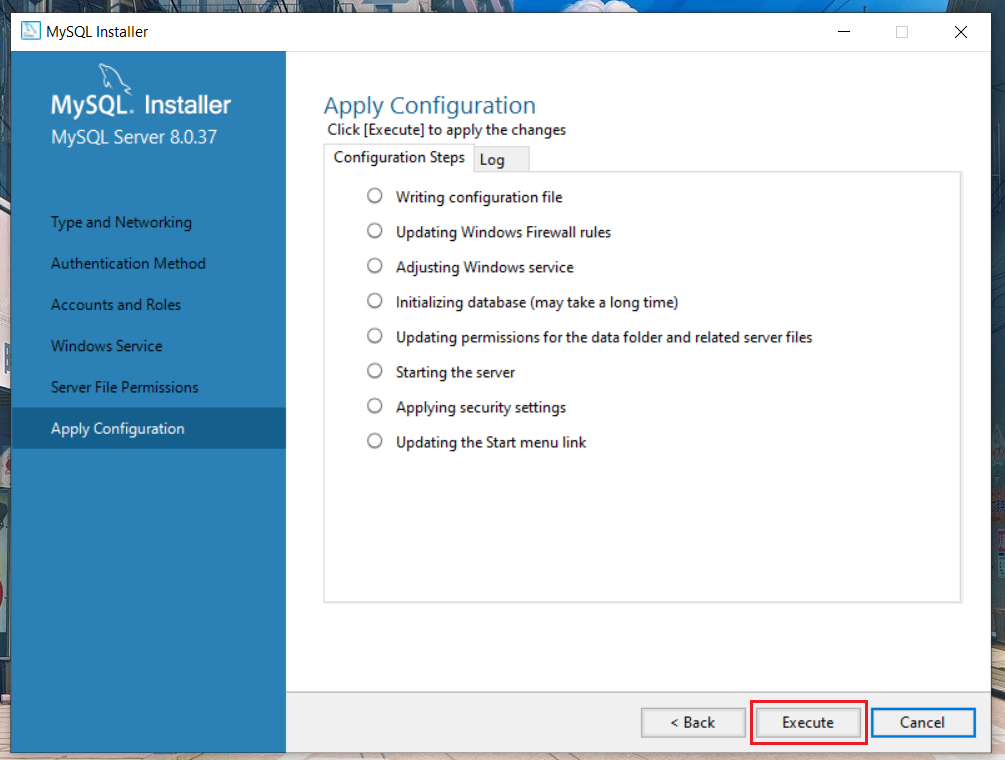 MySQL Installer
MySQL. Installer
MySQL Server 8.0.37
Type and Networking
Authentication Method
Accounts and Roles
Windows Service
Server File Permissions
Apply Configuration
Apply Configuration
Click [Execute] to apply the changes
Configuration Steps
Log
Writing configuration file
Updating Windows Firewall rules
Adjusting Windows service
Initializing database (may take a long time)
Updating permissions for the data folder and related server files
Starting the server
Applying security settings
Updating the Start menu link
< Back
Execute
Cancel